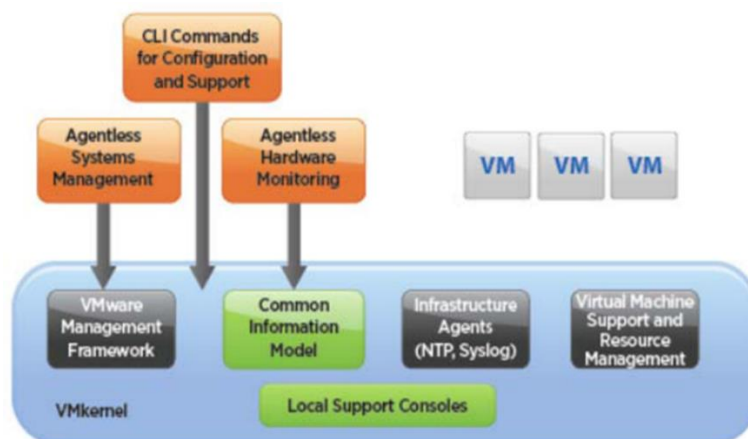 CLI Commands
for Configuration
and Support
Agentless
Systems
Management
Agentless
Hardware
Monitoring
VM
VM
VM
VMware
Management
Framework
Common
Information
Model
Infrastructure
Agents
(NTP, Syslog)
Virtual Machine
Support and
Resource
Management
VMkernel
Local Support Consoles